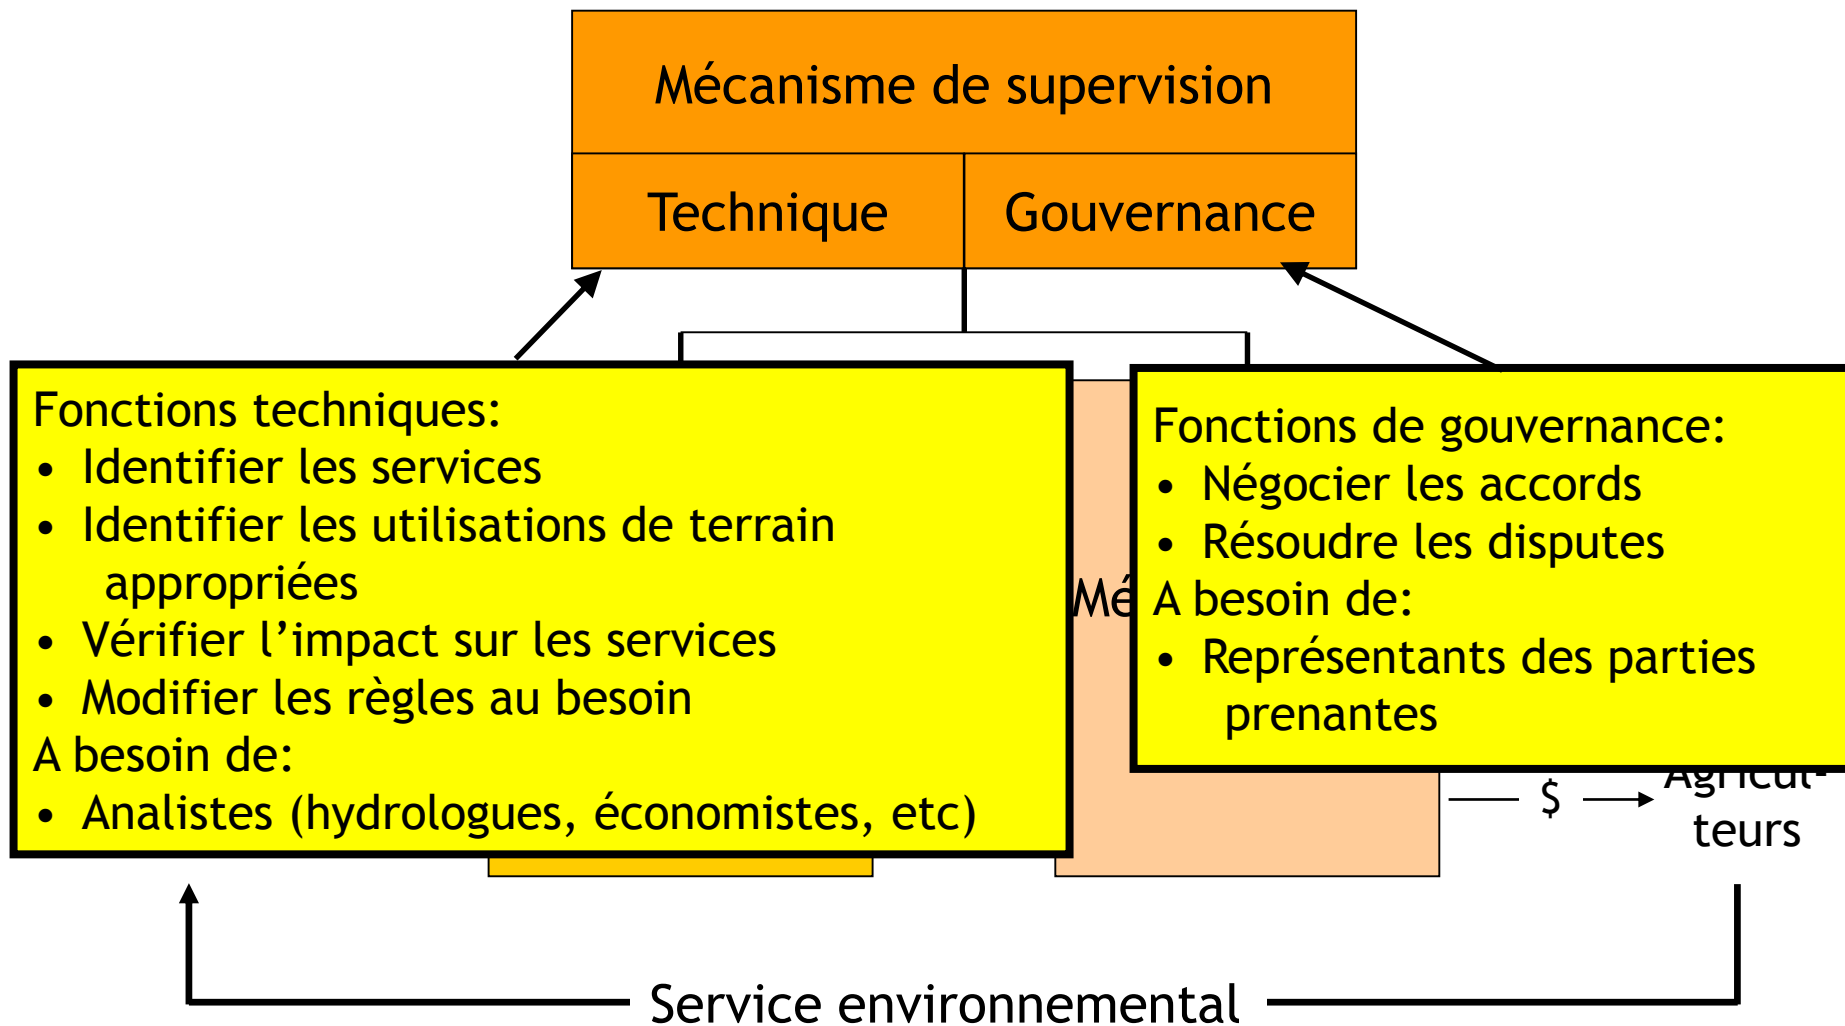 Mécanisme de supervision
Technique
Gouvernance
Fonctions techniques:
• Identifier les services
• Identifier les utilisations de terrain
appropriées
• Vérifier l’impact sur les services
• Modifier les règles au besoin
A besoin de:
• Analistes (hydrologues, économistes, etc)
Fonctions de gouvernance:
• Négocier les accords
• Résoudre les disputes
A besoin de:
• Représentants des parties
prenantes
$
Agricul-
teurs
Service environnemental